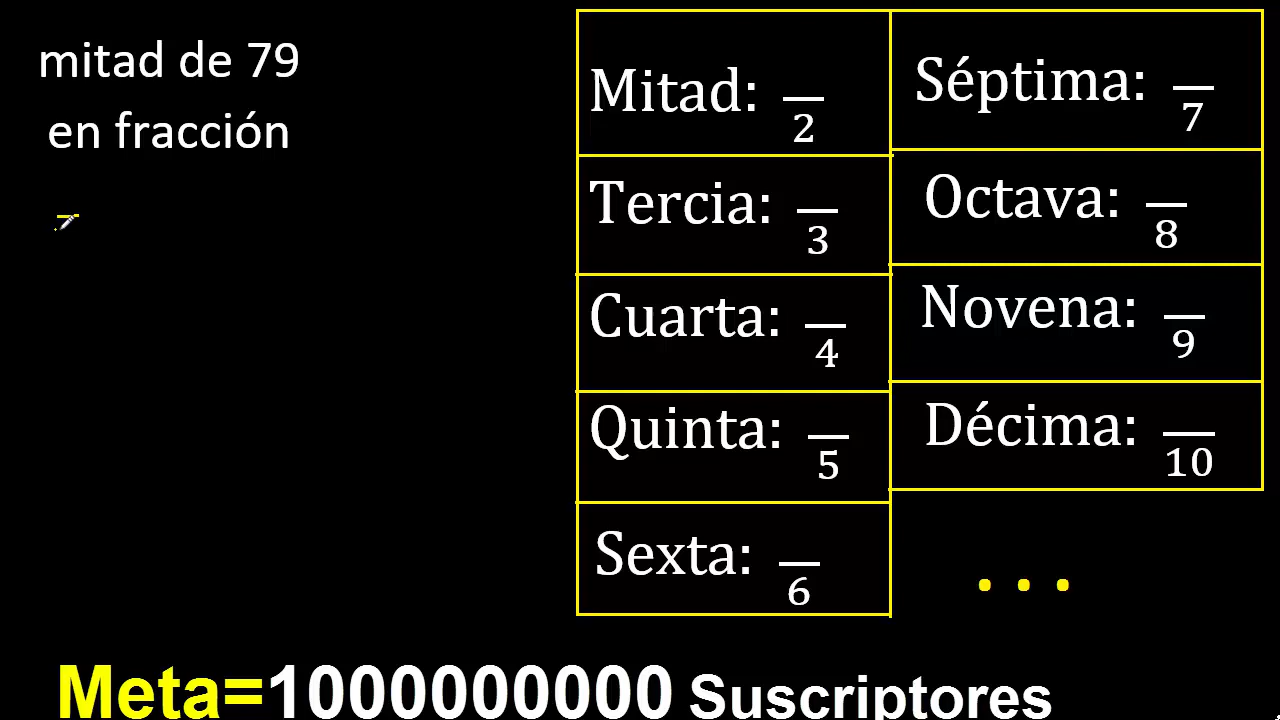 mitad de 79
en fracción
Mitad: — 2
Tercia: — 3
Cuarta: — 4
Quinta: — 5
Sexta: — 6
Séptima: — 7
Octava: — 8
Novena: — 9
Décima: — 10
. . .
Meta=1000000000 Suscriptores